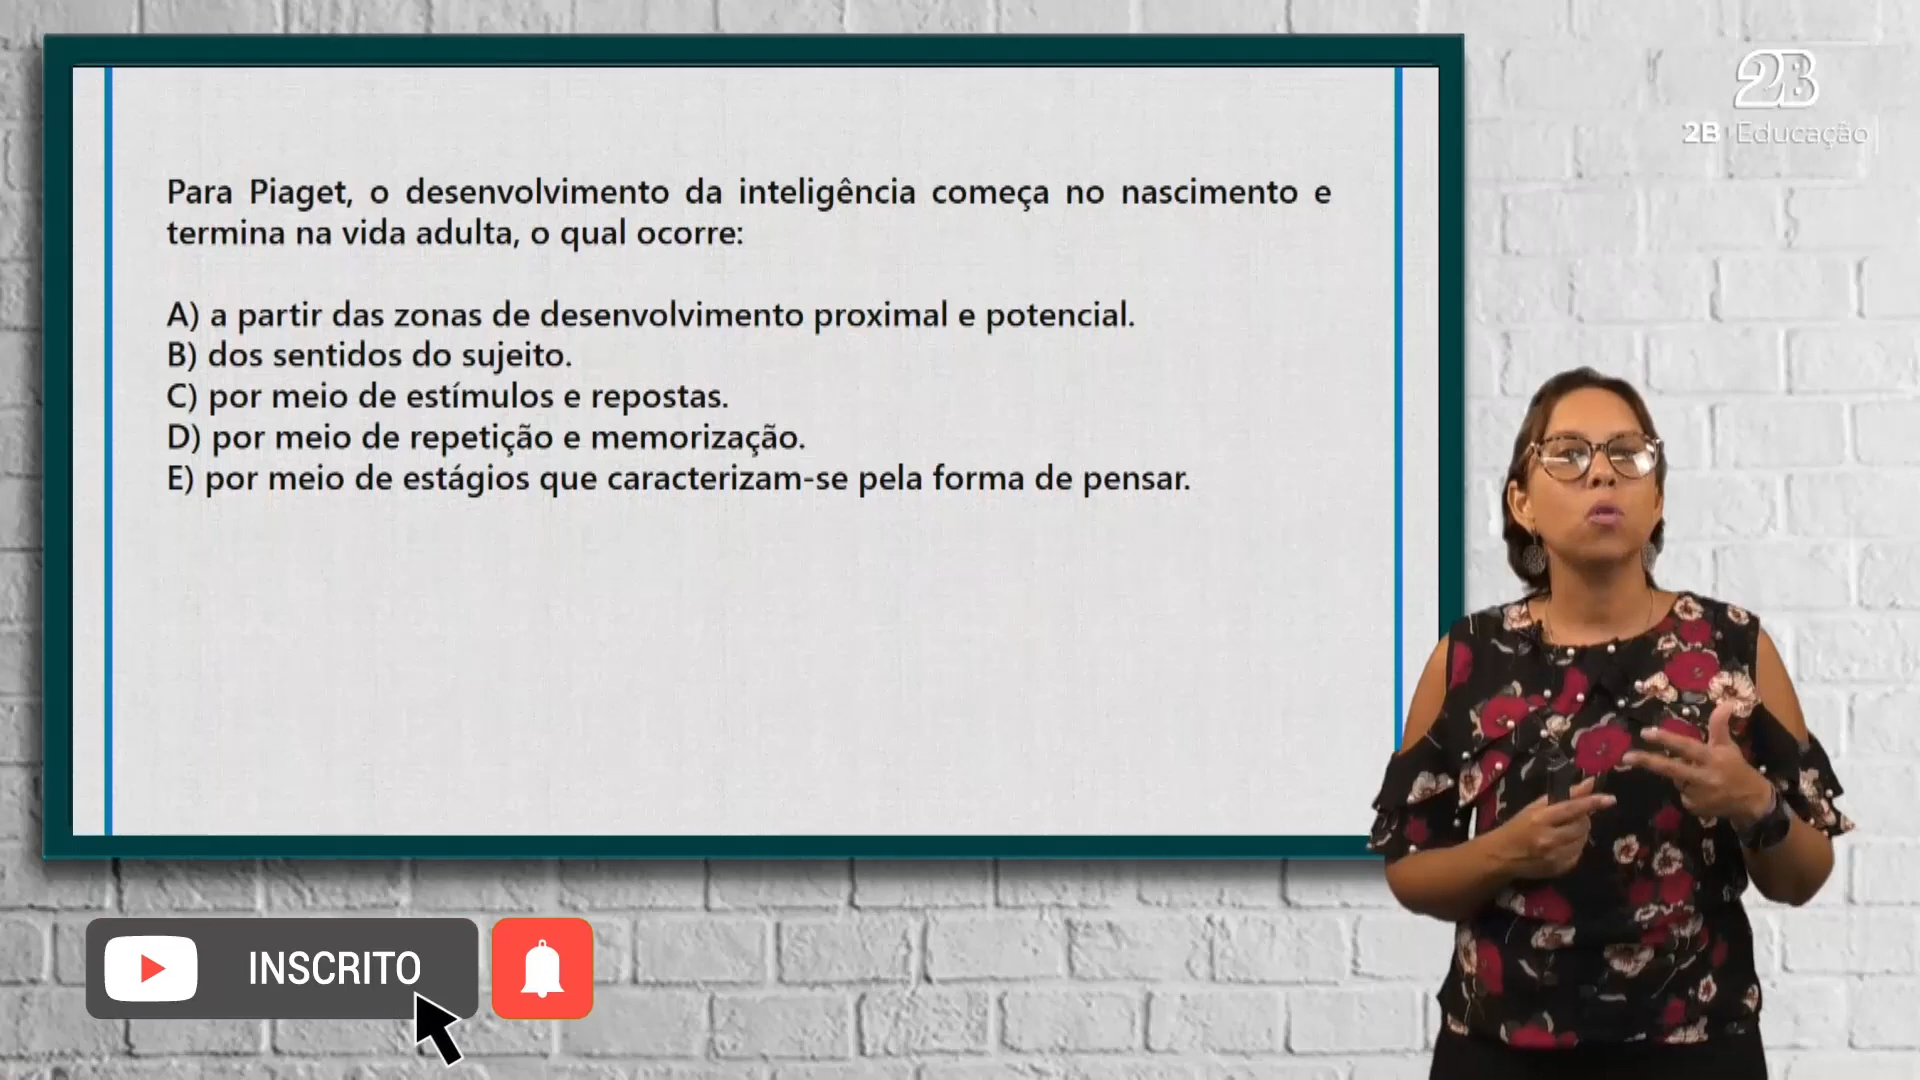 2B
2B Educação
Para Piaget, o desenvolvimento da inteligência começa no nascimento e
termina na vida adulta, o qual ocorre:
A) a partir das zonas de desenvolvimento proximal e potencial.
B) dos sentidos do sujeito.
C) por meio de estímulos e repostas.
D) por meio de repetição e memorização.
E) por meio de estágios que caracterizam-se pela forma de pensar.
INSCRITO